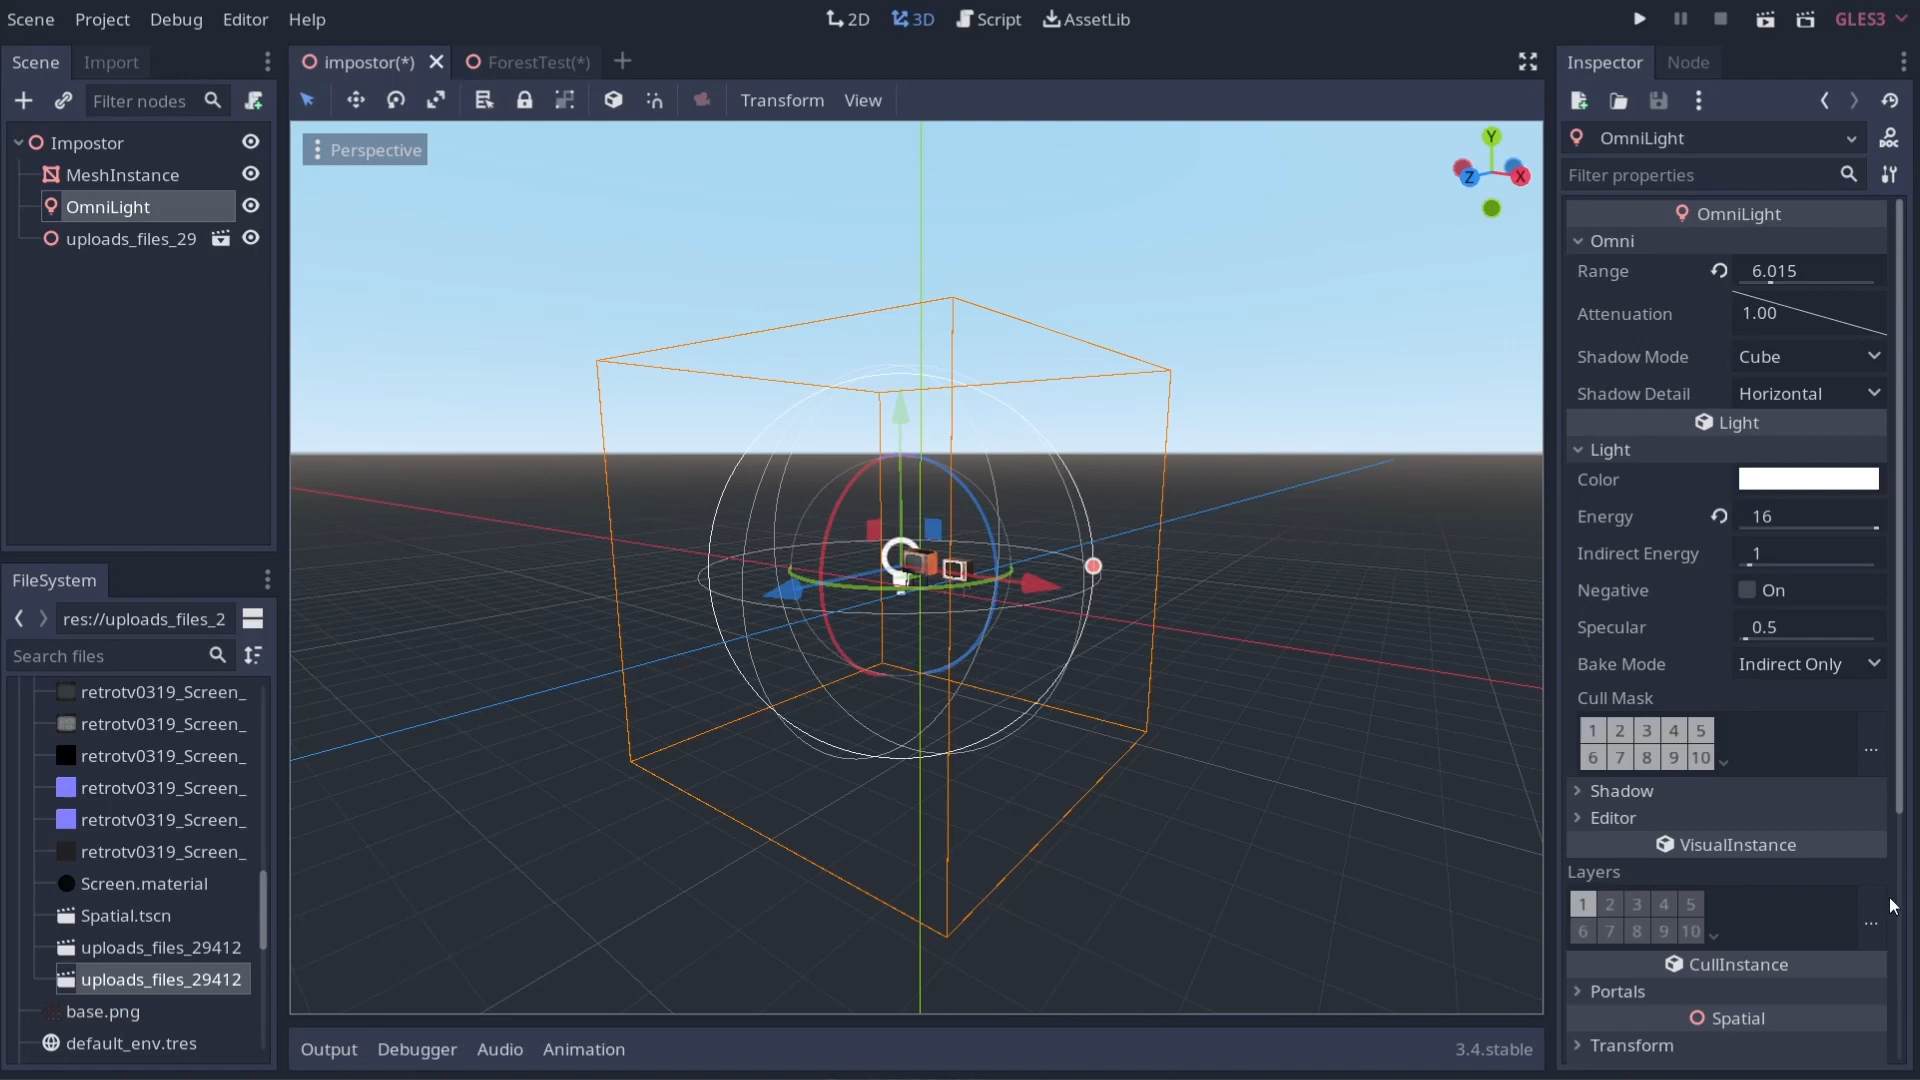 Scene Project Debug Editor Help
2D 3D Script AssetLib
GLES3
Scene Import
impostor(*) ForestTest(*)
Inspector Node
Filter nodes
Transform View
Impostor
MeshInstance
OmniLight
uploads_files_29
Perspective
Y
Z X
OmniLight
Filter properties
OmniLight
Omni
Range 6.015
Attenuation 1.00
Shadow Mode Cube
Shadow Detail Horizontal
Light
Light
Color
Energy 16
Indirect Energy 1
Negative On
Specular 0.5
Bake Mode Indirect Only
Cull Mask
1 2 3 4 5
6 7 8 9 10
...
Shadow
Editor
VisualInstance
Layers
1 2 3 4 5
6 7 8 9 10
...
CullInstance
Portals
Spatial
Transform
FileSystem
res://uploads_files_2
Search files
retrotv0319_Screen_
retrotv0319_Screen_
retrotv0319_Screen_
retrotv0319_Screen_
retrotv0319_Screen_
retrotv0319_Screen_
Screen.material
Spatial.tscn
uploads_files_29412
uploads_files_29412
base.png
default_env.tres
Output Debugger Audio Animation
3.4.stable